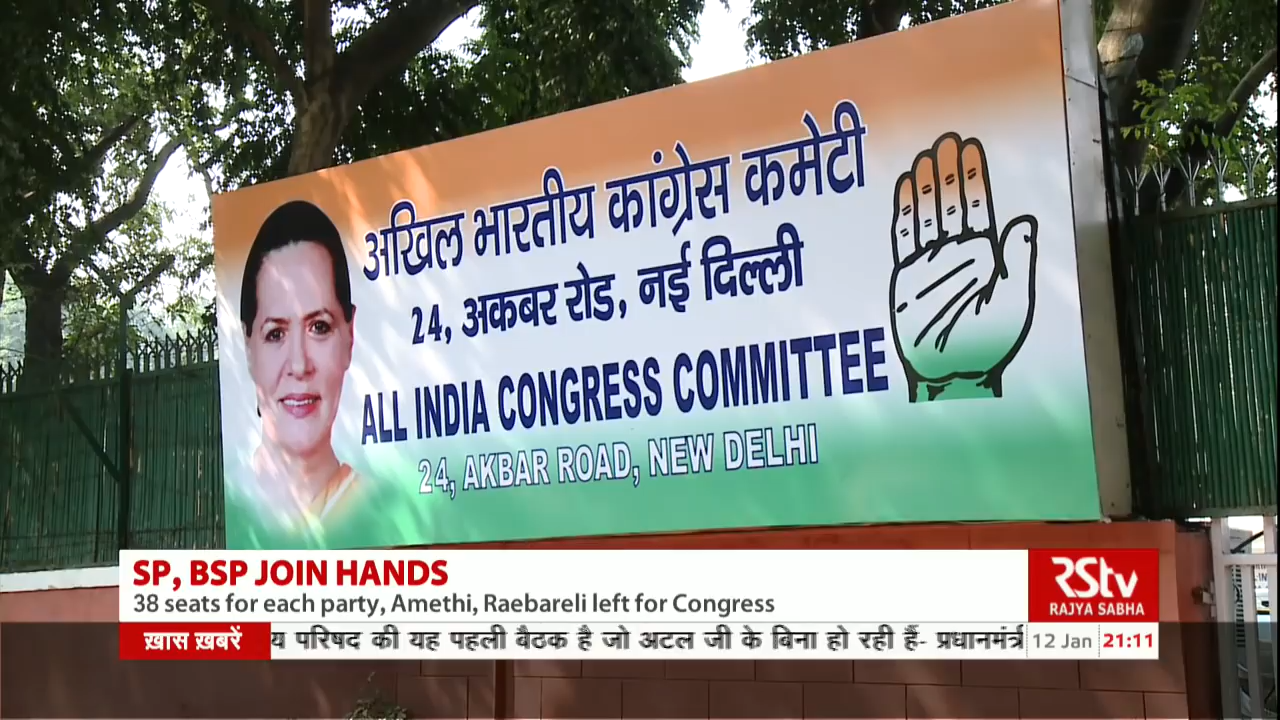 अखिल भारतीय कांग्रेस कमेटी
24, अकबर रोड, नई दिल्ली
ALL INDIA CONGRESS COMMITTEE
24, AKBAR ROAD, NEW DELHI
SP, BSP JOIN HANDS
38 seats for each party, Amethi, Raebareli left for Congress
RStv
RAJYA SABHA
ख़ास ख़बरें य परिषद की यह पहली बैठक है जो अटल जी के बिना हो रही हैं- प्रधानमंत्र 12 Jan 21:11